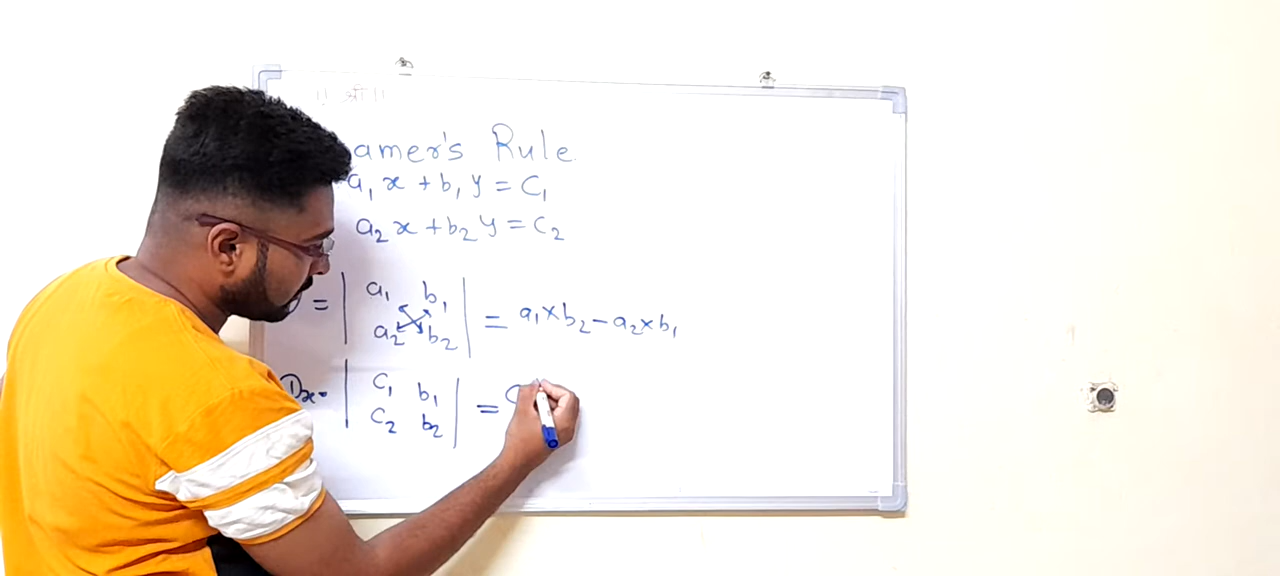 ॥ श्री ॥
amer's Rule
a₁x + b₁y = C₁
a₂x + b₂y = C₂
= | a₁ b₁ |
| a₂ b₂ | = a₁×b₂-a₂×b₁
Dx= | C₁ b₁ |
| C₂ b₂ | = C